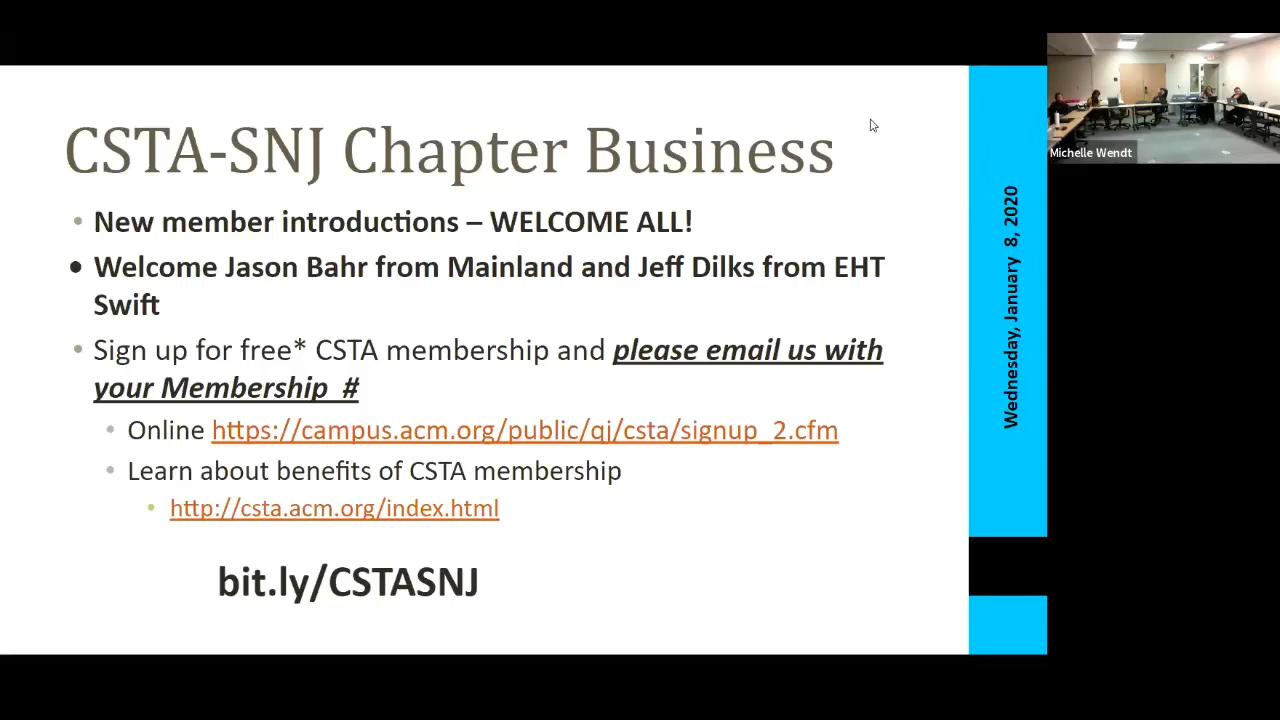 CSTA-SNJ Chapter Business
• New member introductions – WELCOME ALL!
• Welcome Jason Bahr from Mainland and Jeff Dilks from EHT
Swift
• Sign up for free* CSTA membership and please email us with
your Membership #
• Online https://campus.acm.org/public/qj/csta/signup_2.cfm
• Learn about benefits of CSTA membership
• http://csta.acm.org/index.html
bit.ly/CSTASNJ
Wednesday, January 8, 2020
Michelle Wendt